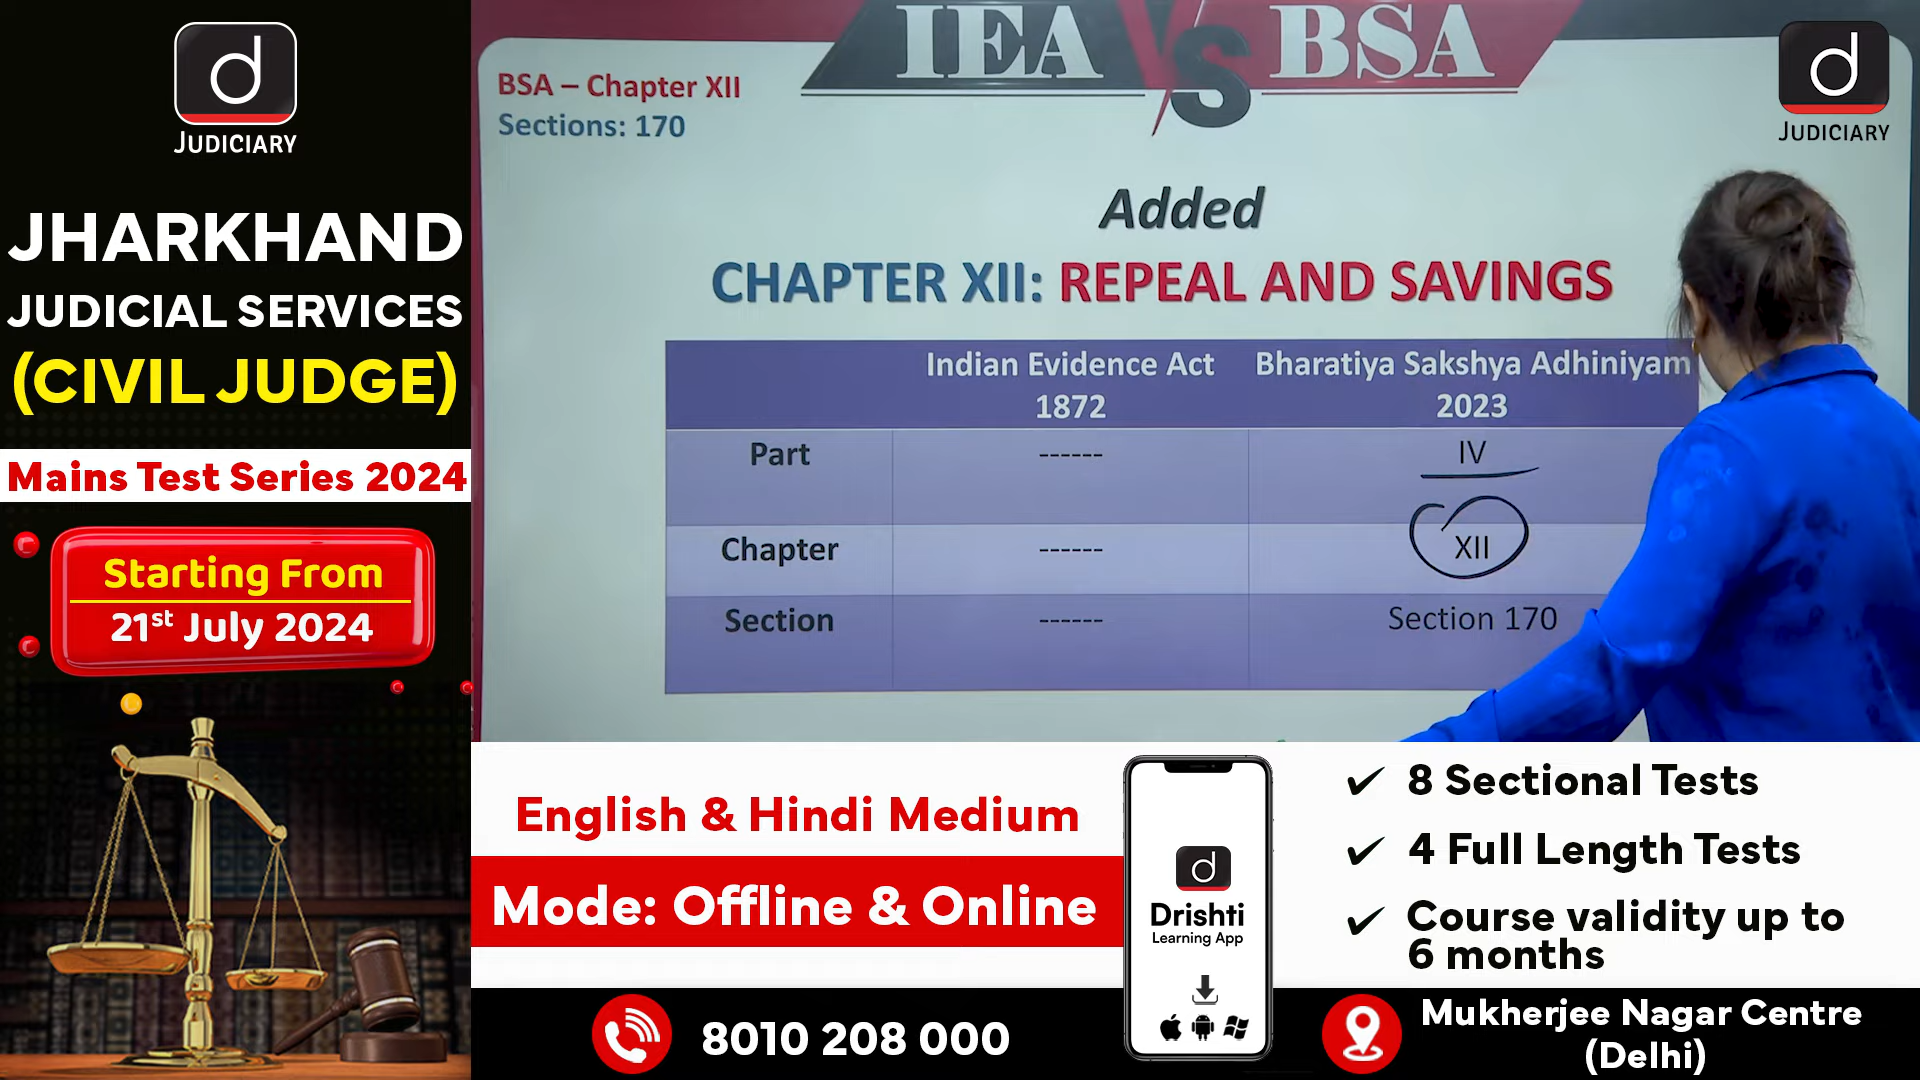 d
JUDICIARY
JHARKHAND
JUDICIAL SERVICES
(CIVIL JUDGE)
Mains Test Series 2024
Starting From
21st July 2024
IEA VS BSA
BSA – Chapter XII
Sections: 170
d
JUDICIARY
Added
CHAPTER XII: REPEAL AND SAVINGS
Indian Evidence Act 1872
Bharatiya Sakshya Adhiniyam 2023
Part ------ IV
Chapter ------ XII
Section ------ Section 170
English & Hindi Medium
Mode: Offline & Online
d
Drishti
Learning App
✓ 8 Sectional Tests
✓ 4 Full Length Tests
✓ Course validity up to
6 months
8010 208 000
Mukherjee Nagar Centre
(Delhi)